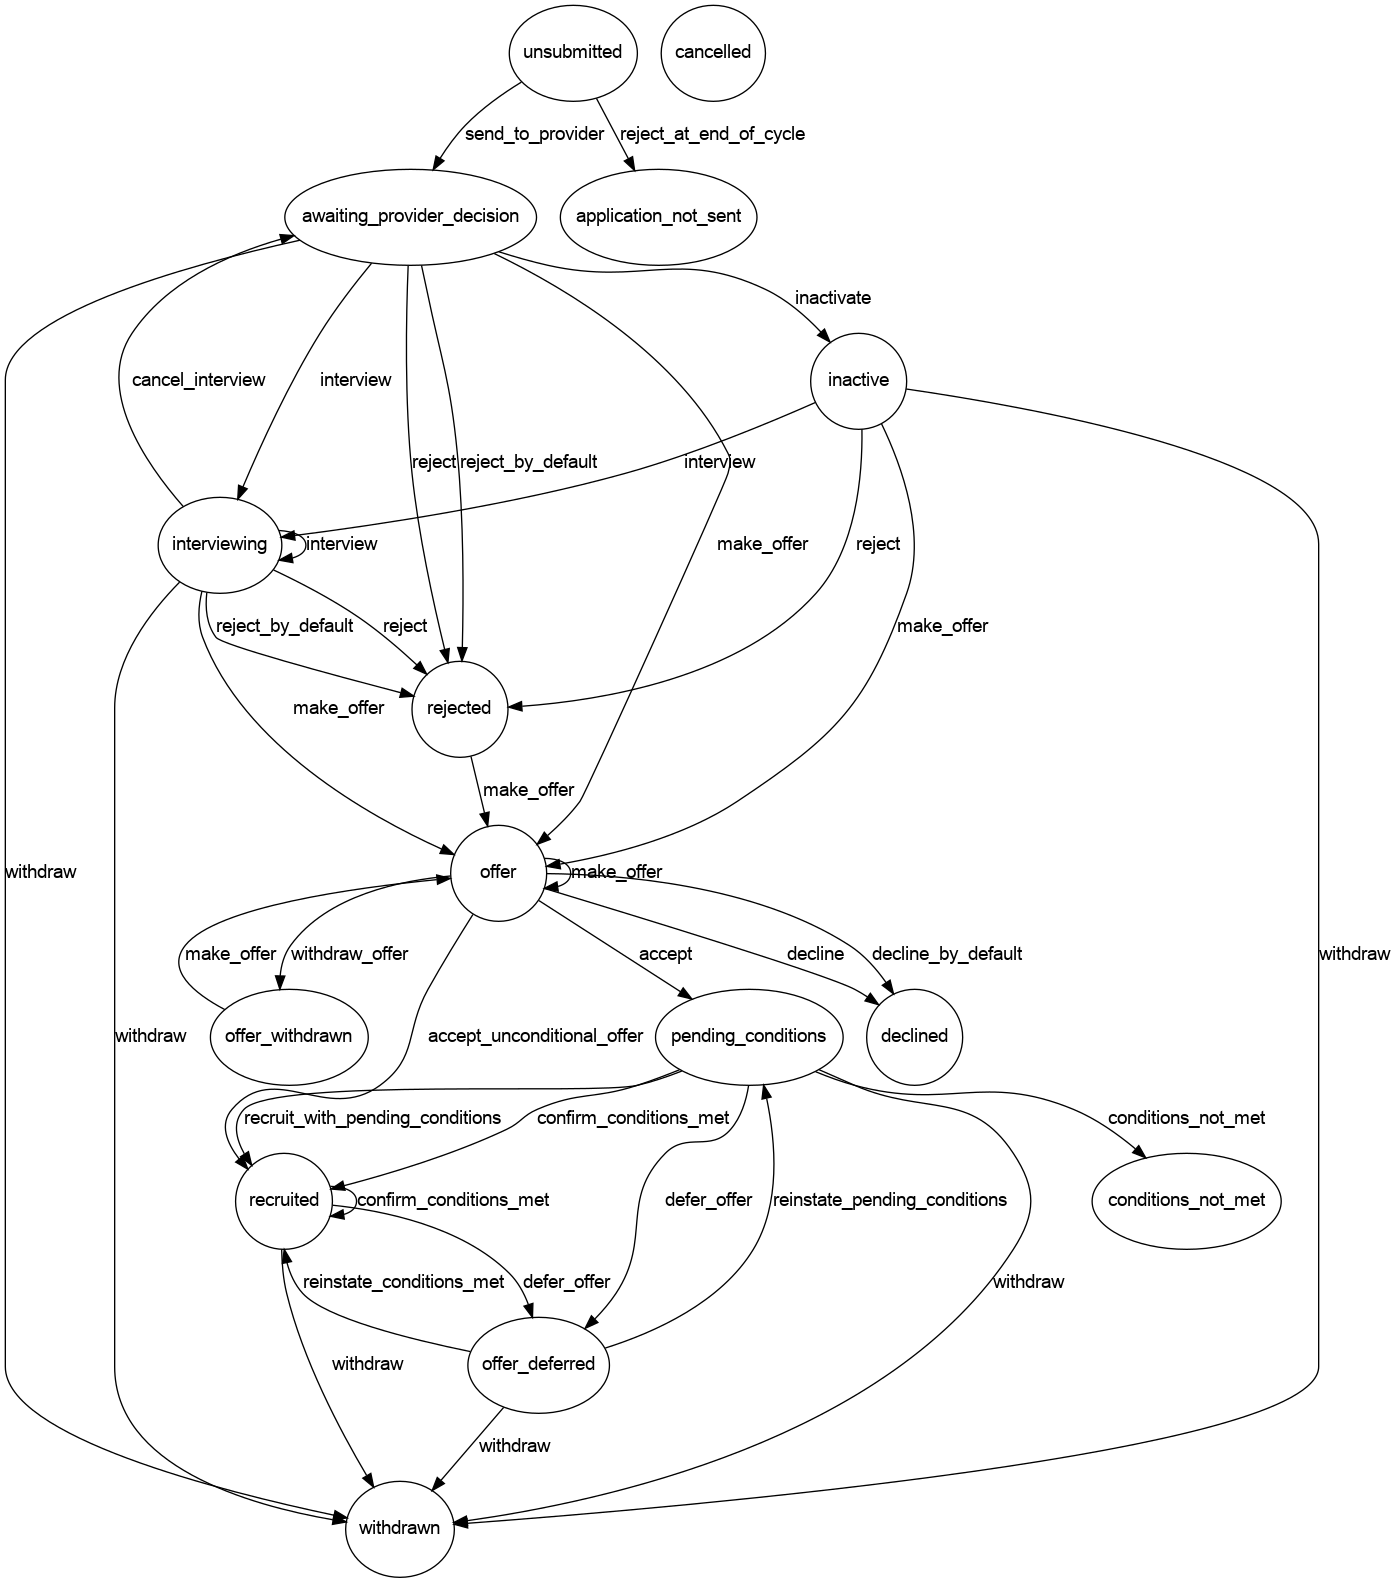 unsubmitted
cancelled
send_to_provider
reject_at_end_of_cycle
awaiting_provider_decision
application_not_sent
inactivate
cancel_interview
interview
inactive
reject
reject_by_default
interview
interviewing
interview
make_offer
reject
reject_by_default
reject
make_offer
make_offer
rejected
make_offer
withdraw
offer
make_offer
make_offer
withdraw_offer
accept
decline
decline_by_default
withdraw
withdraw
offer_withdrawn
accept_unconditional_offer
pending_conditions
declined
recruit_with_pending_conditions
confirm_conditions_met
conditions_not_met
recruited
confirm_conditions_met
defer_offer
reinstate_pending_conditions
conditions_not_met
reinstate_conditions_met
defer_offer
withdraw
withdraw
offer_deferred
withdraw
withdrawn